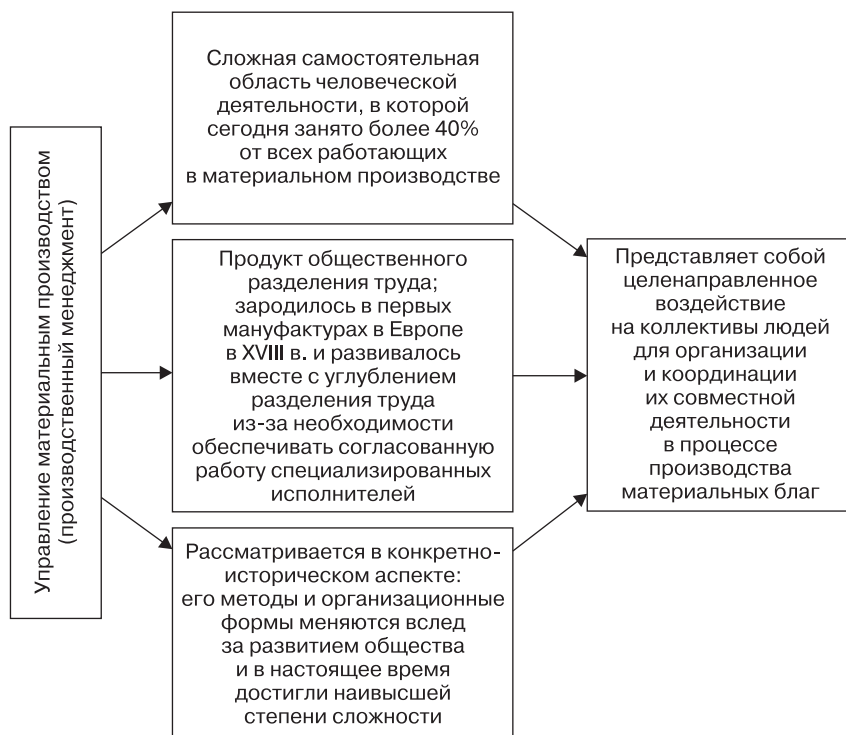 Управление материальным производством
(производственный менеджмент)
Сложная самостоятельная
область человеческой
деятельности, в которой
сегодня занято более 40%
от всех работающих
в материальном производстве
Продукт общественного
разделения труда;
зародилось в первых
мануфактурах в Европе
в XVIII в. и развивалось
вместе с углублением
разделения труда
из-за необходимости
обеспечивать согласованную
работу специализированных
исполнителей
Рассматривается в конкретно-
историческом аспекте:
его методы и организационные
формы меняются вслед
за развитием общества
и в настоящее время
достигли наивысшей
степени сложности
Представляет собой
целенаправленное
воздействие
на коллективы людей
для организации
и координации
их совместной
деятельности
в процессе
производства
материальных благ